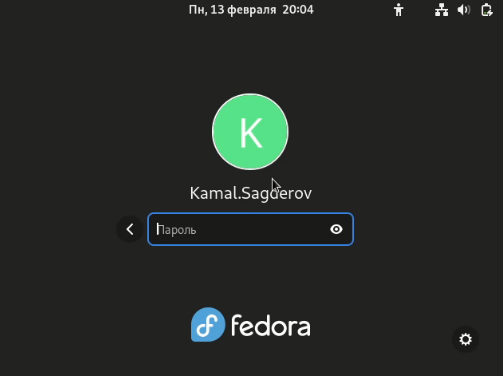 Пн, 13 февраля 20:04
K
Kamal.Sagderov
Пароль
fedora